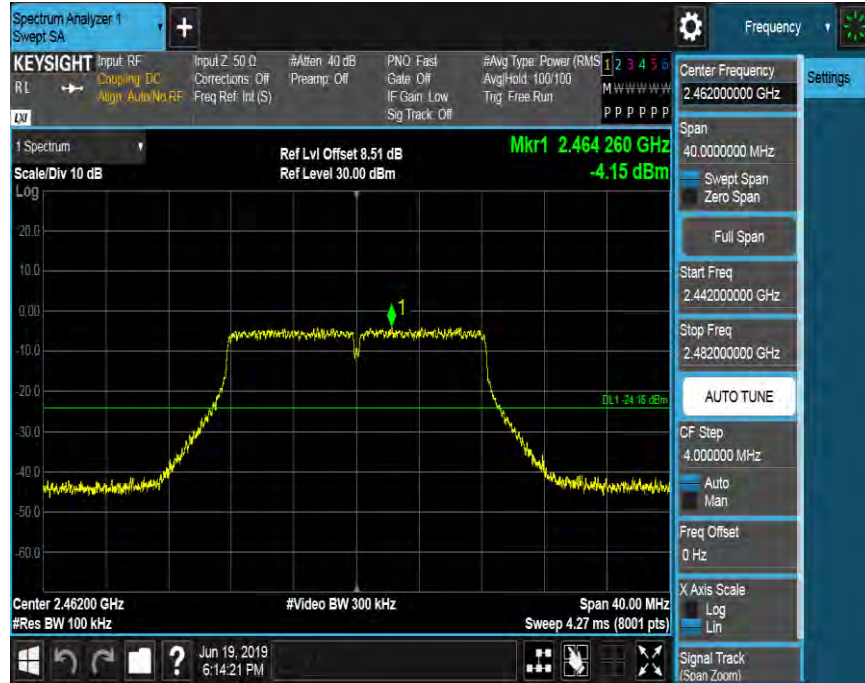 Spectrum Analyzer 1
Swept SA
+
Frequency
KEYSIGHT
Input: RF
Coupling: DC
Align: Auto/No RF
RL
LXI
Input Z: 50 Ω
Corrections: Off
Freq Ref: Int (S)
#Atten: 40 dB
Preamp: Off
PNO: Fast
Gate: Off
IF Gain: Low
Sig Track: Off
#Avg Type: Power (RMS
Avg|Hold: 100/100
Trig: Free Run
1 2 3 4 5 6
M W W W W W
P P P P P P
Center Frequency
2.462000000 GHz
Settings
1 Spectrum
Scale/Div 10 dB
Ref Lvl Offset 8.51 dB
Ref Level 30.00 dBm
Mkr1 2.464 260 GHz
-4.15 dBm
Log
20.0
10.0
0.00
-10.0
-20.0
-30.0
-40.0
-50.0
-60.0
1
DL1 -24.16 dBm
Center 2.46200 GHz
#Res BW 100 kHz
#Video BW 300 kHz
Span 40.00 MHz
Sweep 4.27 ms (8001 pts)
Span
40.0000000 MHz
Swept Span
Zero Span
Full Span
Start Freq
2.442000000 GHz
Stop Freq
2.482000000 GHz
AUTO TUNE
CF Step
4.000000 MHz
Auto
Man
Freq Offset
0 Hz
X Axis Scale
Log
Lin
Signal Track
(Span Zoom)
?
Jun 19, 2019
6:14:21 PM